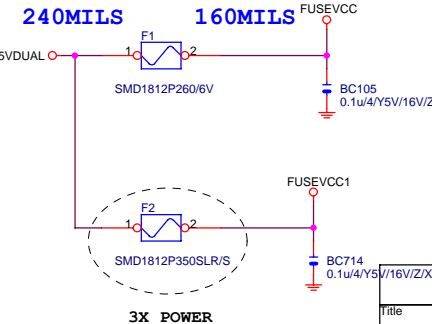 240MILS 160MILS FUSEVCC
F1
5VDUAL 1 2
SMD1812P260/6V
BC105
0.1u/4/Y5V/16V/Z
FUSEVCC1
F2
1 2
SMD1812P350SLR/S
BC714
0.1u/4/Y5V/16V/Z/X
3X POWER
Title